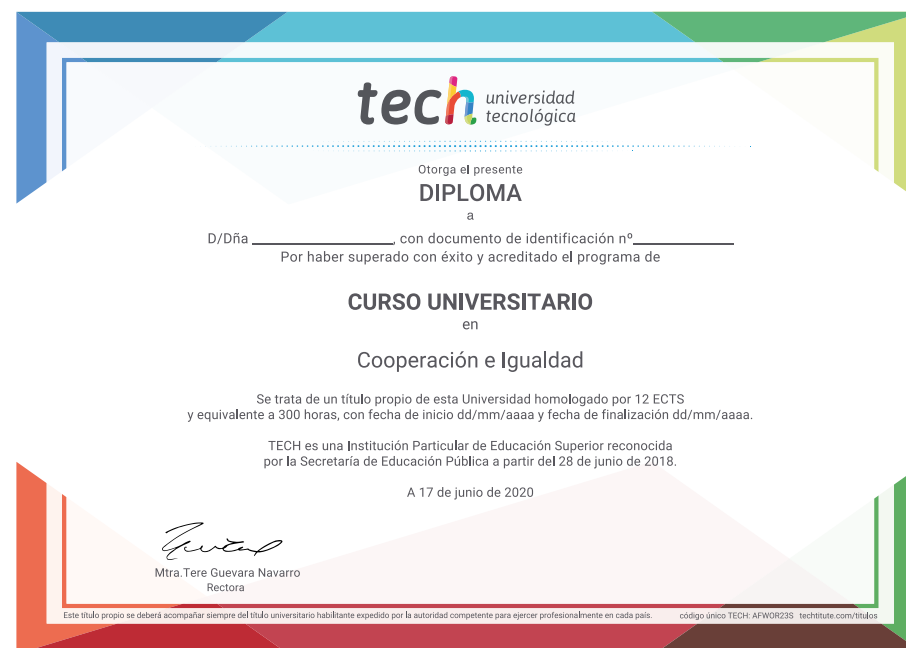 tech universidad
tecnológica
Otorga el presente
DIPLOMA
a
D/Dña ____________________, con documento de identificación nº______________
Por haber superado con éxito y acreditado el programa de
CURSO UNIVERSITARIO
en
Cooperación e Igualdad
Se trata de un título propio de esta Universidad homologado por 12 ECTS
y equivalente a 300 horas, con fecha de inicio dd/mm/aaaa y fecha de finalización dd/mm/aaaa.
TECH es una Institución Particular de Educación Superior reconocida
por la Secretaría de Educación Pública a partir del 28 de junio de 2018.
A 17 de junio de 2020
Mtra.Tere Guevara Navarro
Rectora
Este título propio se deberá acompañar siempre del título universitario habilitante expedido por la autoridad competente para ejercer profesionalmente en cada país. código único TECH: AFWOR23S techtitute.com/titulos